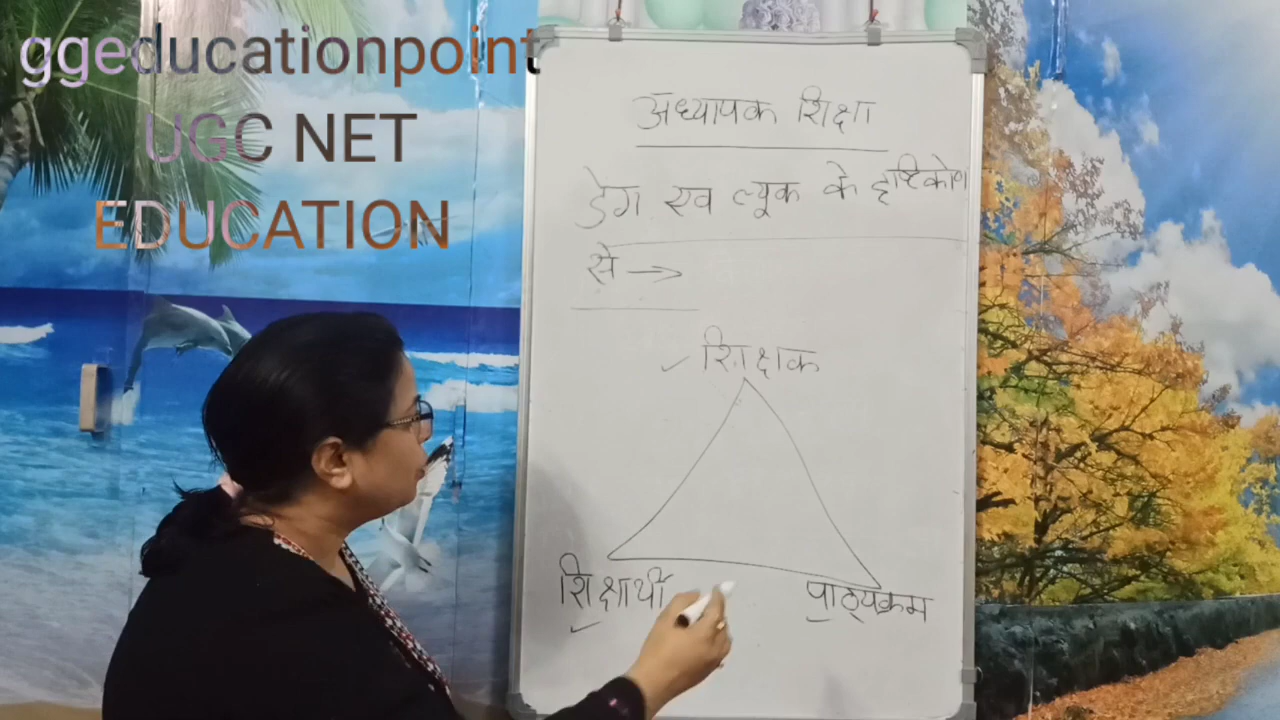 ggeducationpoint
UGC NET
EDUCATION
अध्यापक शिक्षा
डेग एव ल्यूक के दृष्टिकोण
से →
शिक्षक
शिक्षार्थी
पाठ्यक्रम